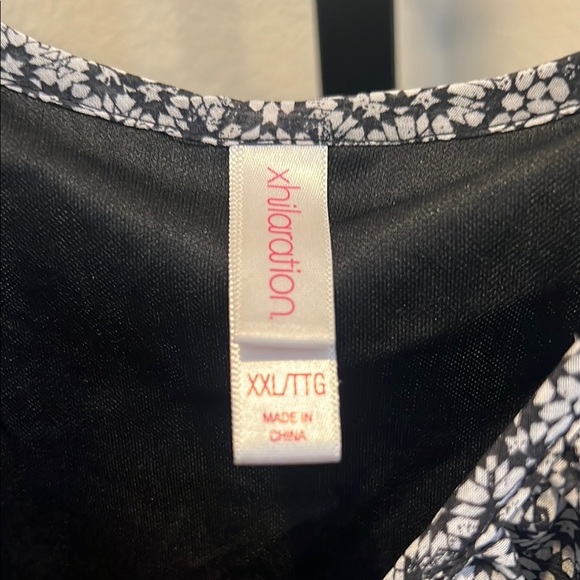 xhilaration.
XXL/TTG
MADE IN
CHINA